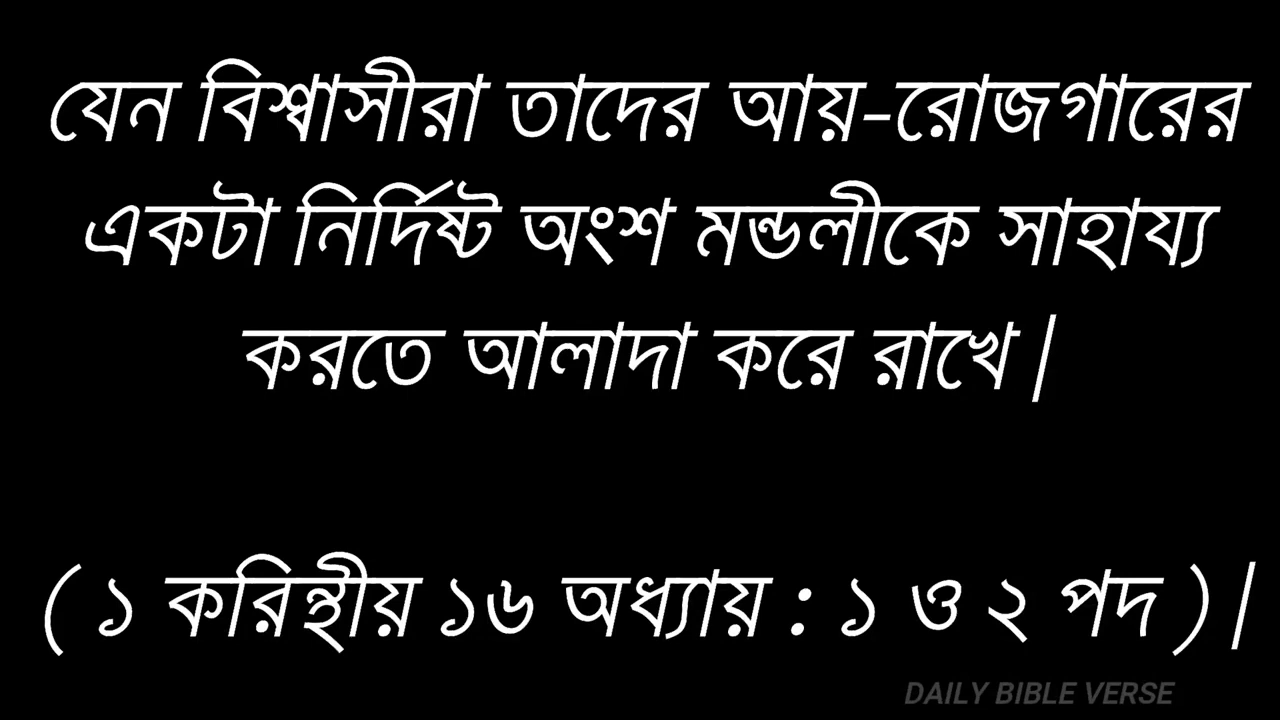 যেন বিশ্বাসীরা তাদের আয়-রোজগারের
একটা নির্দিষ্ট অংশ মন্ডলীকে সাহায্য
করতে আলাদা করে রাখে |
( ১ করিন্থীয় ১৬ অধ্যায় : ১ ও ২ পদ ) |
DAILY BIBLE VERSE